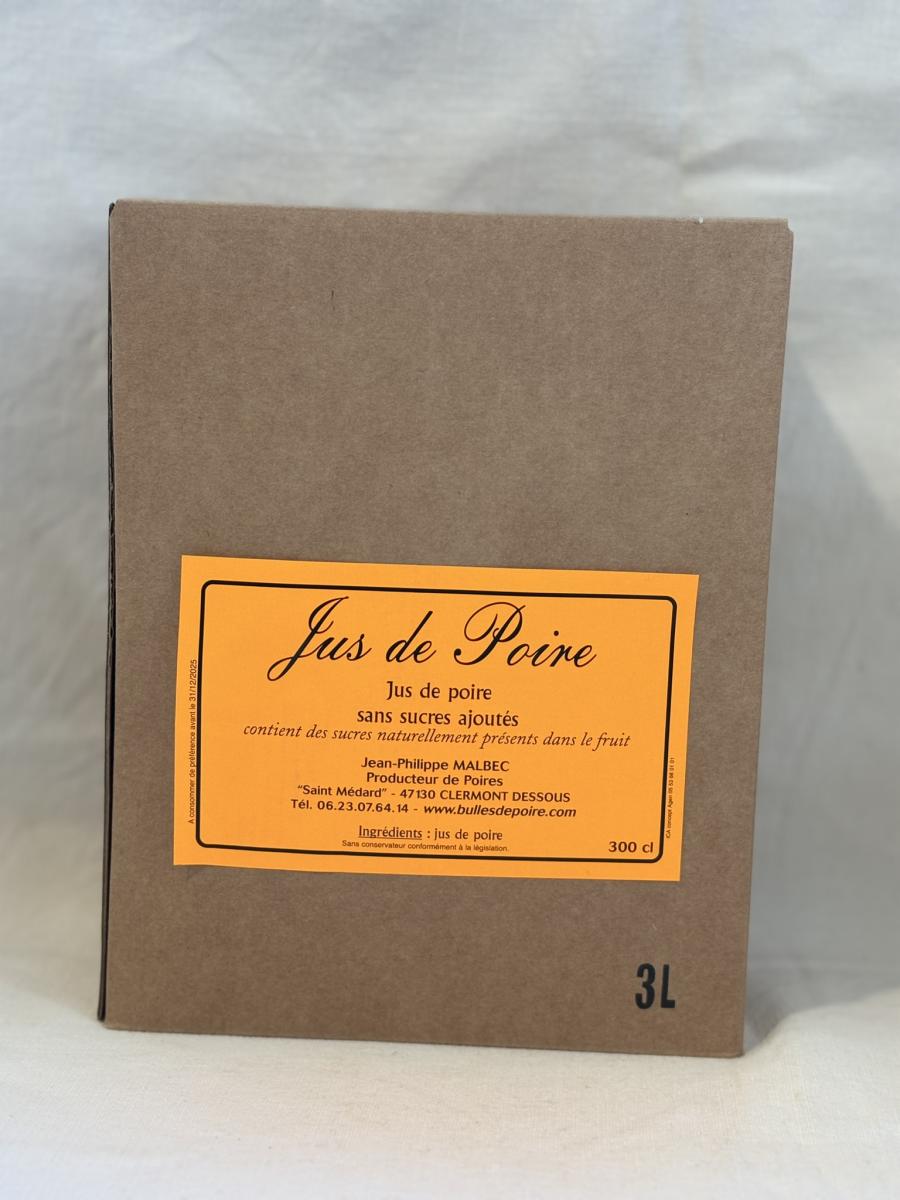 Jus de Poire
Jus de poire
sans sucres ajoutés
contient des sucres naturellement présents dans le fruit
Jean-Philippe MALBEC
Producteur de Poires
"Saint Médard" - 47130 CLERMONT DESSOUS
Tél. 06.23.07.64.14 - www.bullesdepoire.com
Ingrédients : jus de poire
Sans conservateur conformément à la législation.
300 cl
A consommer de préférence avant le 31/12/2025
ICA concept Agen
3L